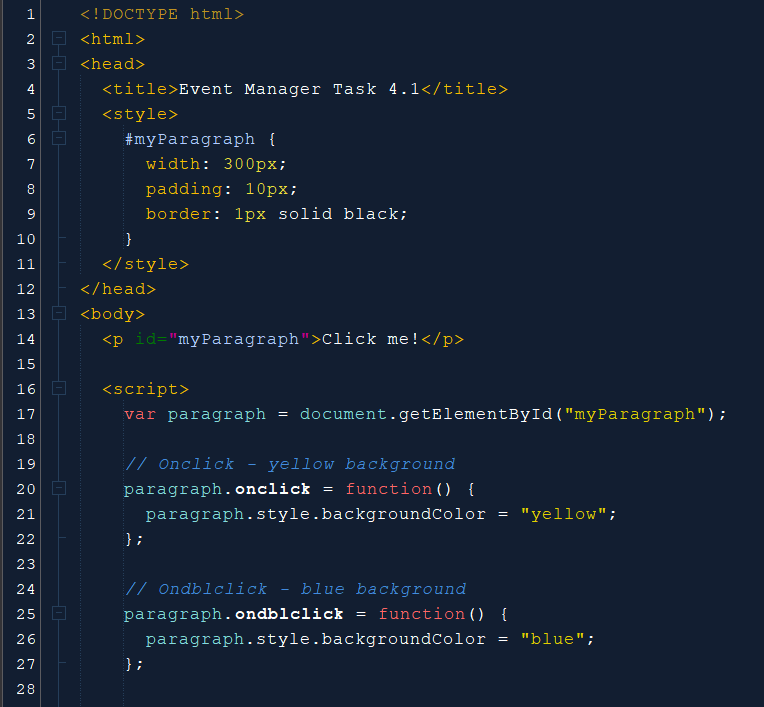 1 <!DOCTYPE html>
2 <html>
3 <head>
4 <title>Event Manager Task 4.1</title>
5 <style>
6 #myParagraph {
7 width: 300px;
8 padding: 10px;
9 border: 1px solid black;
10 }
11 </style>
12 </head>
13 <body>
14 <p id="myParagraph">Click me!</p>
15
16 <script>
17 var paragraph = document.getElementById("myParagraph");
18
19 // Onclick - yellow background
20 paragraph.onclick = function() {
21 paragraph.style.backgroundColor = "yellow";
22 };
23
24 // Ondblclick - blue background
25 paragraph.ondblclick = function() {
26 paragraph.style.backgroundColor = "blue";
27 };
28